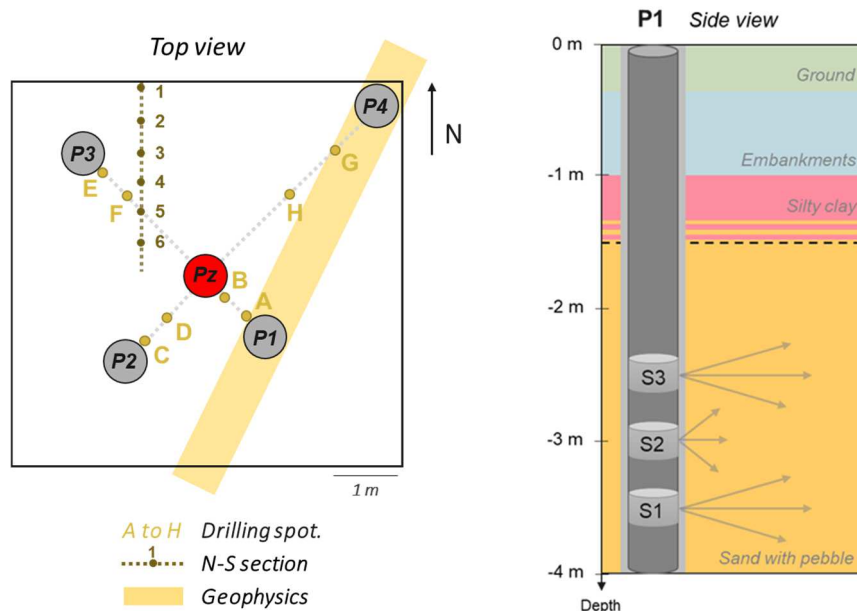 Top view
1
2
3
4
5
6
P3
E
F
P4
G
H
N
Pz
B
A
P1
D
C
P2
1 m
A to H Drilling spot.
1 N-S section
Geophysics
P1 Side view
0 m
Ground
Embankments
-1 m
Silty clay
-2 m
S3
-3 m
S2
S1
Sand with pebble
-4 m
Depth